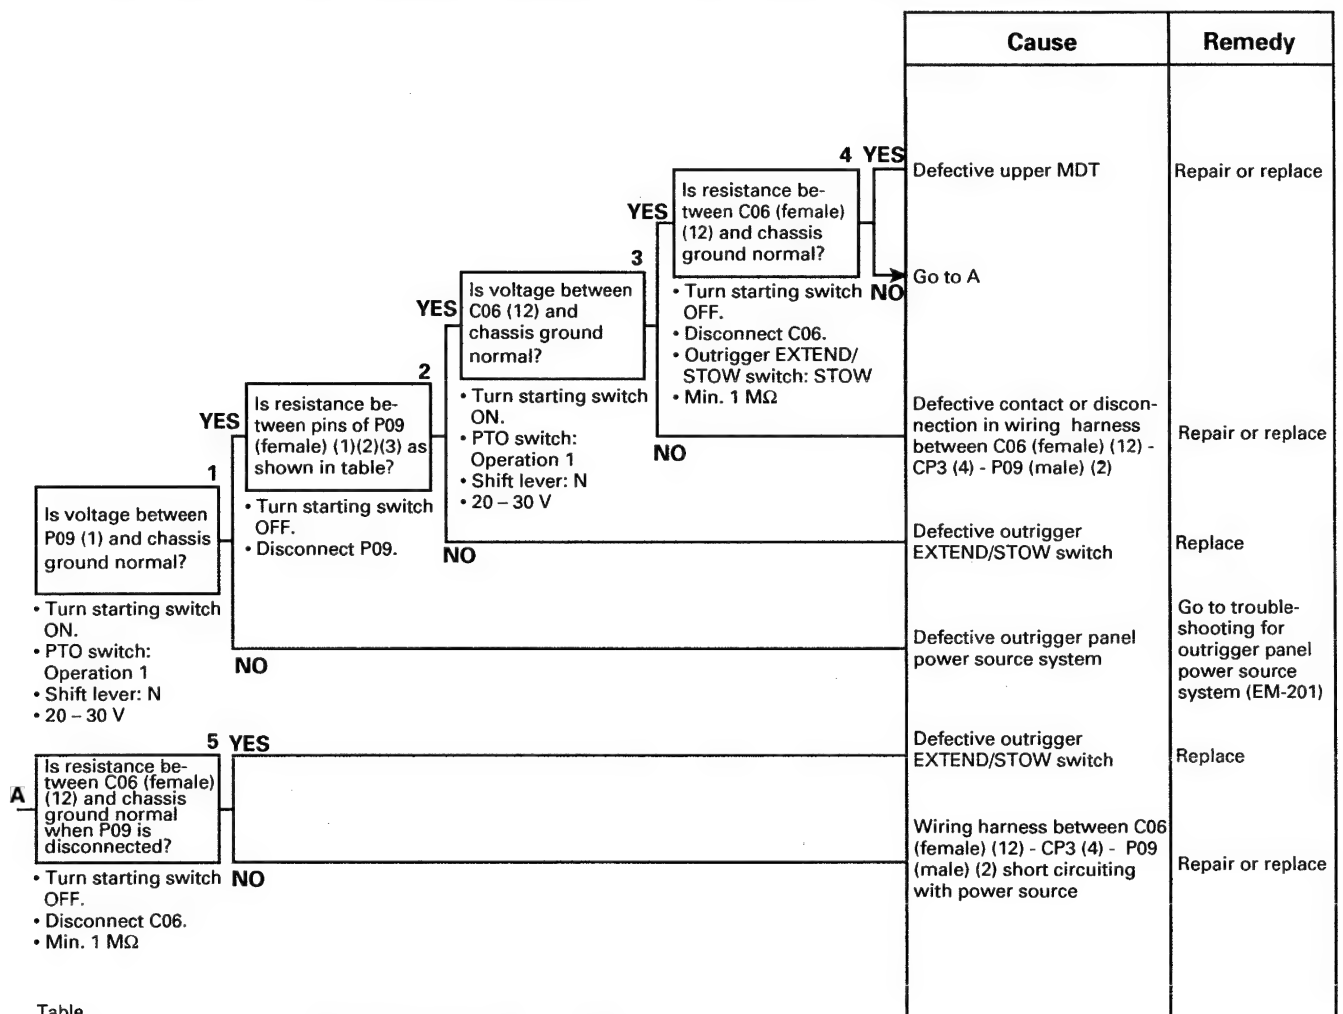 Cause
Remedy
4 YES
Is resistance be-
tween C06 (female)
(12) and chassis
ground normal?
• Turn starting switch
OFF.
• Disconnect C06.
• Outrigger EXTEND/
STOW switch: STOW
• Min. 1 MΩ
NO
Defective upper MDT
Repair or replace
Go to A
YES
3
Is voltage between
C06 (12) and
chassis ground
normal?
• Turn starting switch
ON.
• PTO switch:
Operation 1
• Shift lever: N
• 20 – 30 V
NO
Defective contact or discon-
nection in wiring harness
between C06 (female) (12) -
CP3 (4) - P09 (male) (2)
Repair or replace
YES
2
Is resistance be-
tween pins of P09
(female) (1)(2)(3) as
shown in table?
• Turn starting switch
OFF.
• Disconnect P09.
NO
Defective outrigger
EXTEND/STOW switch
Replace
YES
1
Is voltage between
P09 (1) and chassis
ground normal?
• Turn starting switch
ON.
• PTO switch:
Operation 1
• Shift lever: N
• 20 – 30 V
NO
Defective outrigger panel
power source system
Go to trouble-
shooting for
outrigger panel
power source
system (EM-201)
5 YES
A
Is resistance be-
tween C06 (female)
(12) and chassis
ground normal
when P09 is
disconnected?
• Turn starting switch
OFF.
• Disconnect C06.
• Min. 1 MΩ
NO
Defective outrigger
EXTEND/STOW switch
Replace
Wiring harness between C06
(female) (12) - CP3 (4) - P09
(male) (2) short circuiting
with power source
Repair or replace
Table